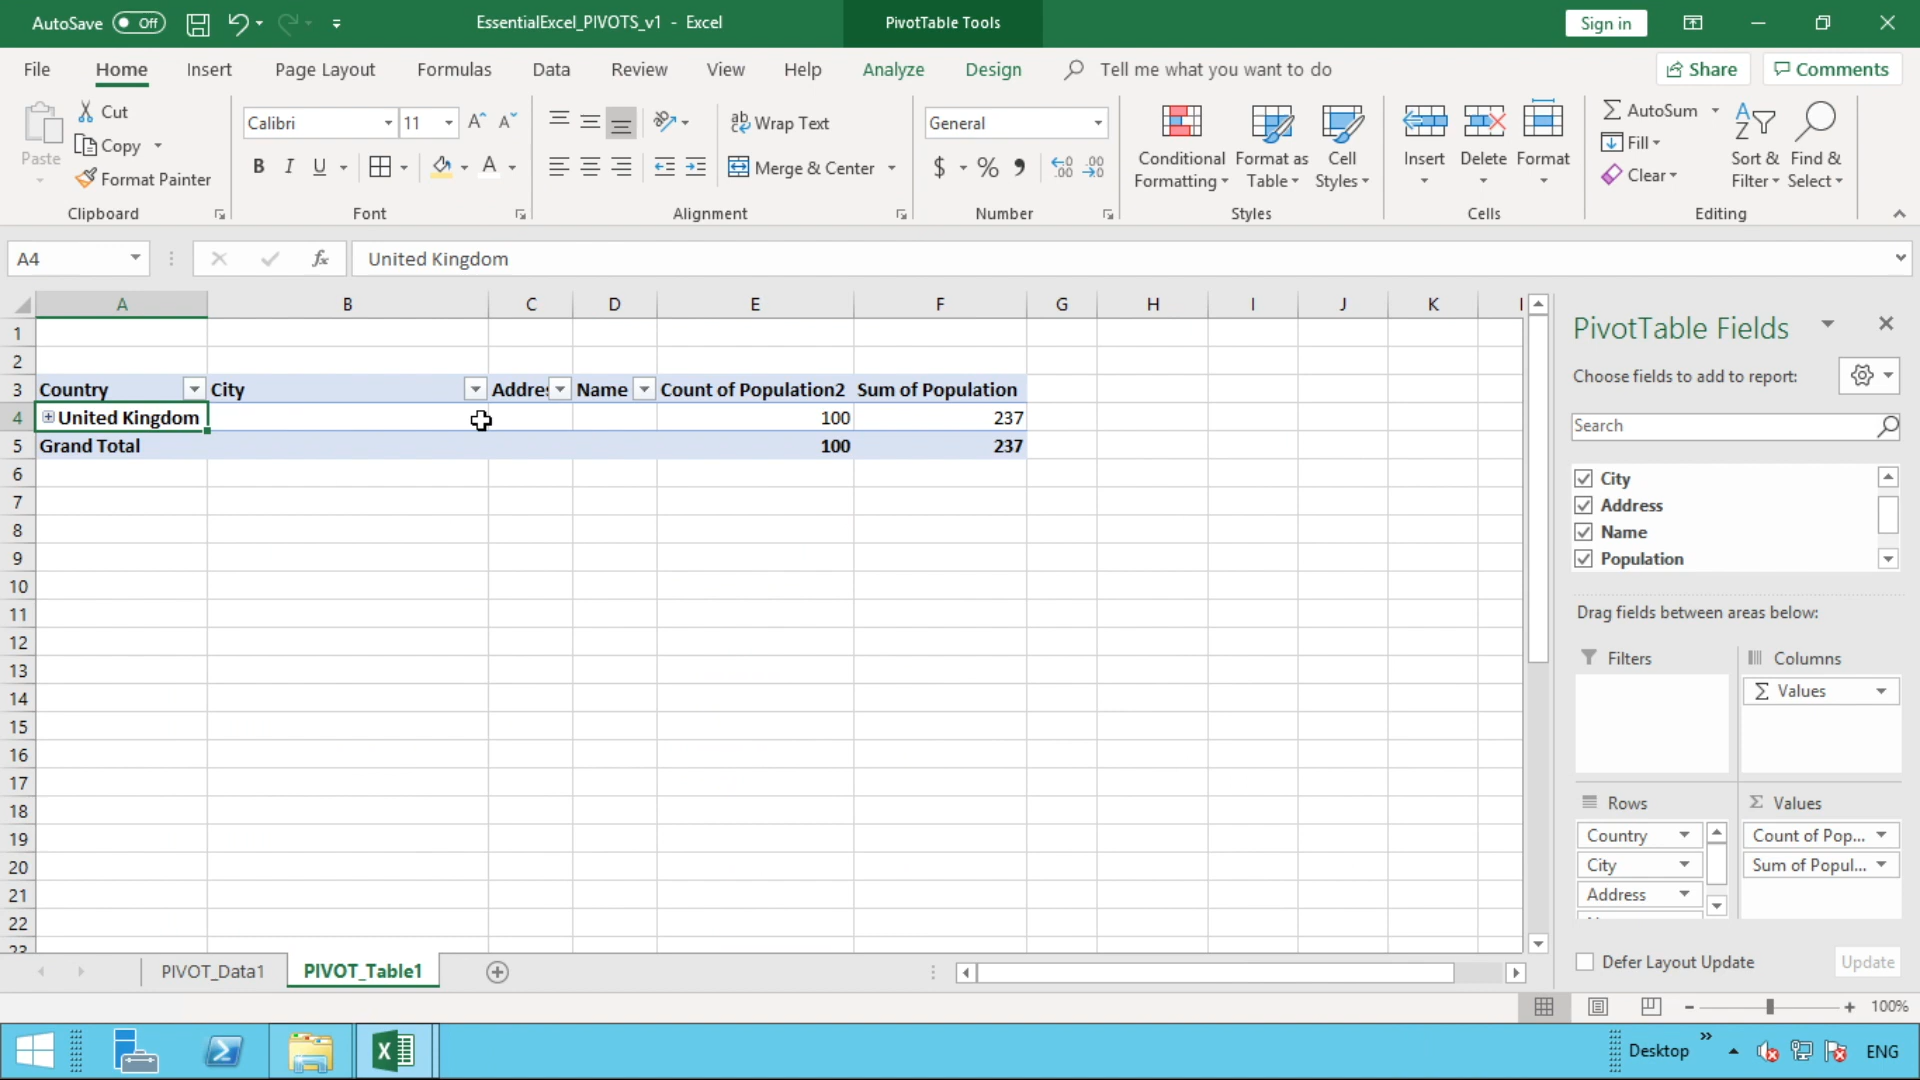 AutoSave Off EssentialExcel_PIVOTS_v1 - Excel PivotTable Tools Sign in
File Home Insert Page Layout Formulas Data Review View Help Analyze Design Tell me what you want to do Share Comments
Paste
Cut
Copy
Format Painter
Clipboard
Calibri 11
B I U A
Font
Wrap Text
Merge & Center
Alignment
General
$ %
Number
Conditional Formatting
Format as Table
Cell Styles
Styles
Insert Delete Format
Cells
AutoSum
Fill
Clear
Sort & Filter
Find & Select
Editing
A4 fx United Kingdom
A B C D E F G H I J K
1
2
3 Country City Addre Name Count of Population2 Sum of Population
4 United Kingdom 100 237
5 Grand Total 100 237
6
7
8
9
10
11
12
13
14
15
16
17
18
19
20
21
22
23
PivotTable Fields
Choose fields to add to report:
Search
City
Address
Name
Population
Drag fields between areas below:
Filters Columns
Σ Values
Rows Σ Values
Country Count of Pop...
City Sum of Popul...
Address
Defer Layout Update Update
PIVOT_Data1 PIVOT_Table1
100%
Desktop ENG